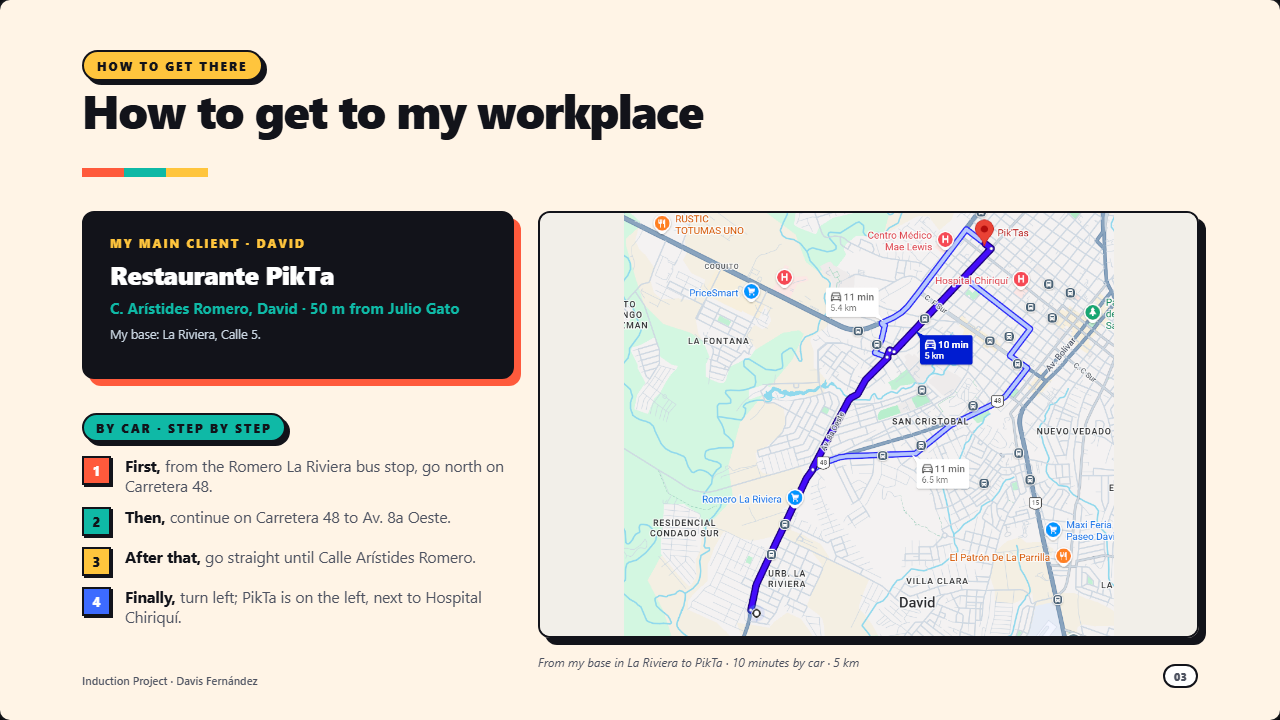 HOW TO GET THERE
How to get to my workplace
MY MAIN CLIENT · DAVID
Restaurante PikTa
C. Arístides Romero, David · 50 m from Julio Gato
My base: La Riviera, Calle 5.
BY CAR · STEP BY STEP
1
First, from the Romero La Riviera bus stop, go north on
Carretera 48.
2
Then, continue on Carretera 48 to Av. 8a Oeste.
3
After that, go straight until Calle Arístides Romero.
4
Finally, turn left; PikTa is on the left, next to Hospital
Chiriquí.
RUSTIC
TOTUMAS UNO
Centro Médico
Mae Lewis
PikTas
COQUITO
Hospital Chiriquí
PriceSmart
11 min
5.4 km
C. C Sur
LA FONTANA
10 min
5 km
Av. Bolívar
C. C Sur
48
SAN CRISTOBAL
NUEVO VEDADO
48
11 min
6.5 km
Romero La Riviera
15
RESIDENCIAL
CONDADO SUR
Maxi Feria
Paseo Davi
El Patrón De La Parrilla
URB. LA
RIVIERA
VILLA CLARA
LA
David
From my base in La Riviera to PikTa · 10 minutes by car · 5 km
Induction Project · Davis Fernández
03